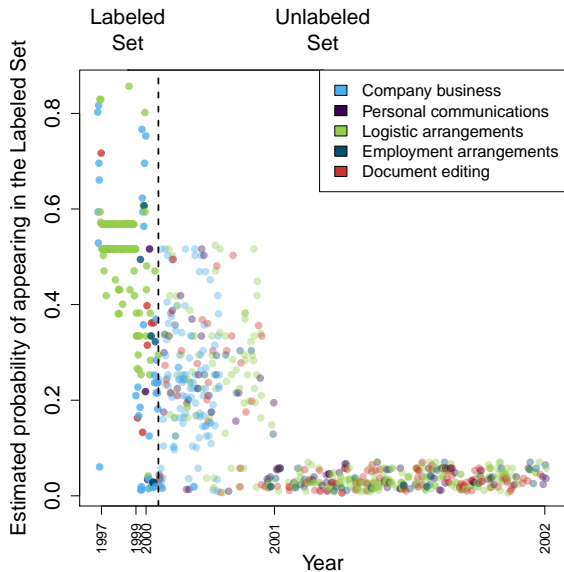 Labeled
Set
Unlabeled
Set
Estimated probability of appearing in the Labeled Set
0.8
0.6
0.4
0.2
0.0
Company business
Personal communications
Logistic arrangements
Employment arrangements
Document editing
1997
1999
2000
2001
2002
Year